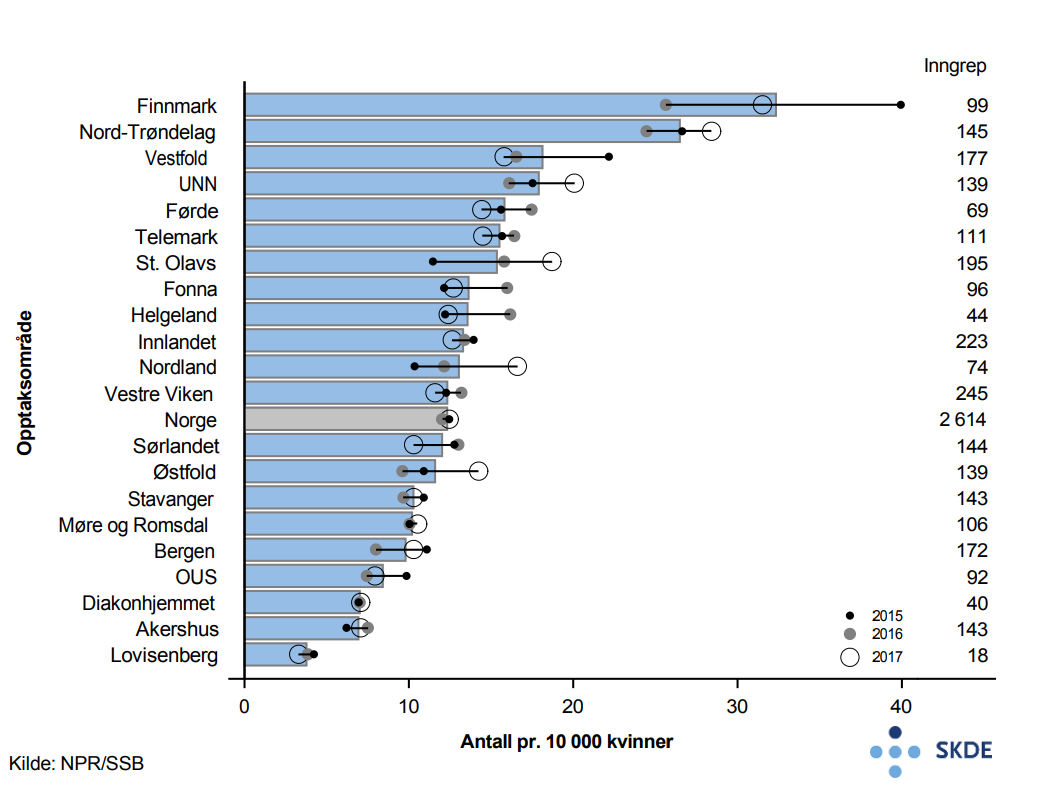 Inngrep
Finnmark 99
Nord-Trøndelag 145
Vestfold 177
UNN 139
Førde 69
Telemark 111
St. Olavs 195
Fonna 96
Helgeland 44
Innlandet 223
Nordland 74
Vestre Viken 245
Norge 2 614
Sørlandet 144
Østfold 139
Stavanger 143
Møre og Romsdal 106
Bergen 172
OUS 92
Diakonhjemmet 40
Akershus 143
Lovisenberg 18
Opptaksområde
2015
2016
2017
0 10 20 30 40
Antall pr. 10 000 kvinner
Kilde: NPR/SSB
SKDE